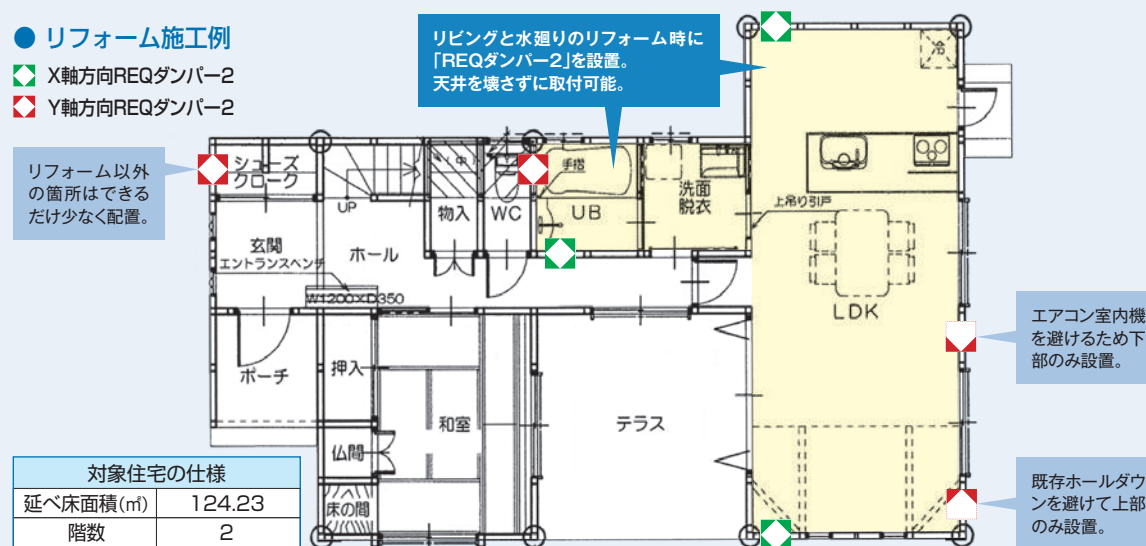 ● リフォーム施工例
X軸方向REQダンパー2
Y軸方向REQダンパー2
リビングと水廻りのリフォーム時に
「REQダンパー2」を設置。
天井を壊さずに取付可能。
リフォーム以外
の箇所はできる
だけ少なく配置。
シューズ
クローク
UP
(中)
物入
WC
手摺
UB
洗面
脱衣
冷
上吊り引戸
玄関
ホール
エントランスベンチ
W1200×D350
LDK
エアコン室内機
を避けるため下
部のみ設置。
ポーチ
押入
和室
テラス
仏間
床の間
既存ホールダウ
ンを避けて上部
のみ設置。
対象住宅の仕様
延べ床面積(㎡) 124.23
階数 2